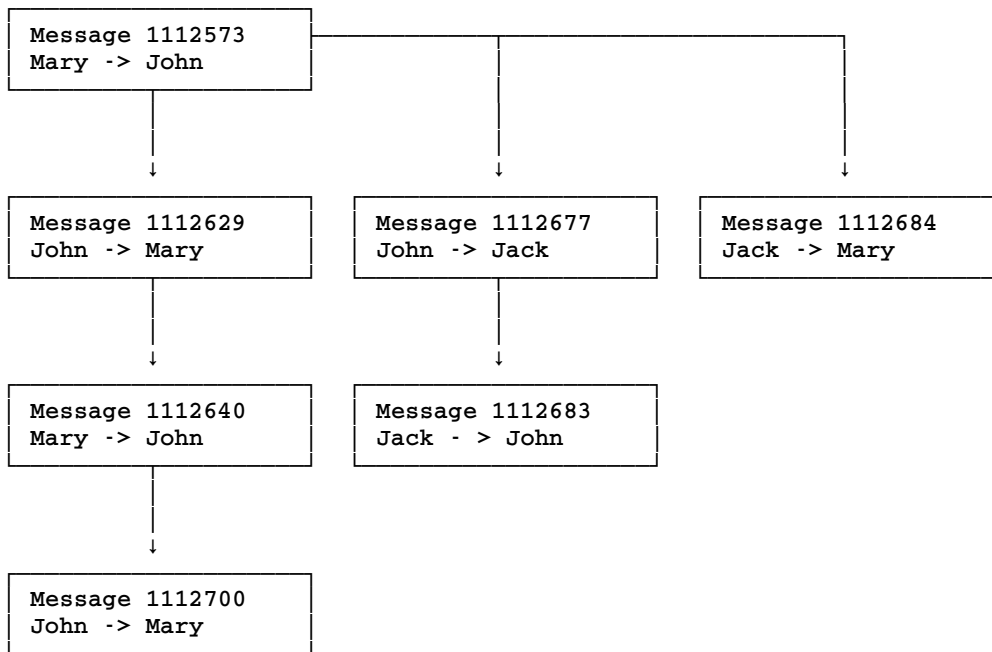 Message 1112573
Mary -> John
Message 1112629
John -> Mary
Message 1112677
John -> Jack
Message 1112684
Jack -> Mary
Message 1112640
Mary -> John
Message 1112683
Jack - > John
Message 1112700
John -> Mary